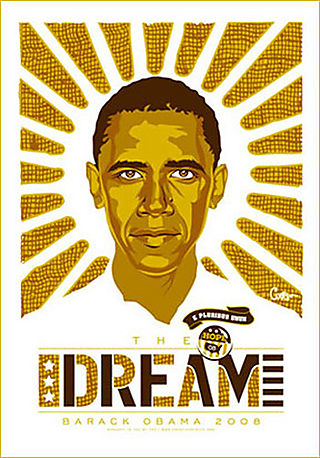 E PLURIBUS UNUM
THE
HOPE
DREAM
BARACK OBAMA 2008